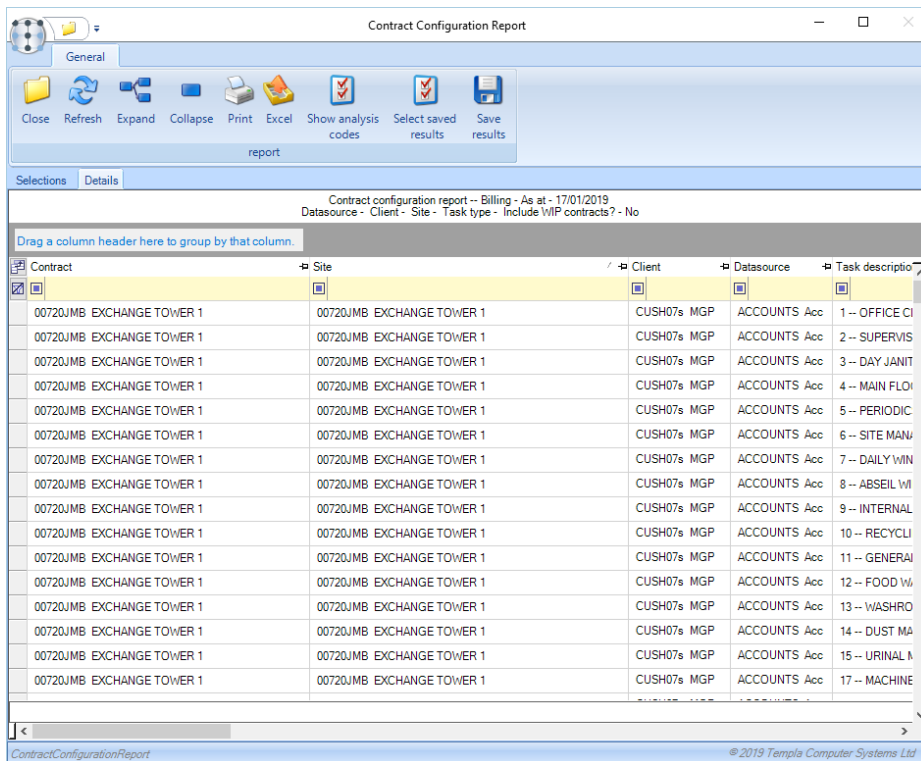 Contract Configuration Report
General
Close Refresh Expand Collapse Print Excel Show analysis codes Select saved results Save results
report
Selections Details
Contract configuration report -- Billing - As at - 17/01/2019
Datasource - Client - Site - Task type - Include WIP contracts? - No
Drag a column header here to group by that column.
Contract Site Client Datasource Task descriptio
00720JMB EXCHANGE TOWER 1 00720JMB EXCHANGE TOWER 1 CUSH07s MGP ACCOUNTS Acc 1 -- OFFICE CL
00720JMB EXCHANGE TOWER 1 00720JMB EXCHANGE TOWER 1 CUSH07s MGP ACCOUNTS Acc 2 -- SUPERVIS
00720JMB EXCHANGE TOWER 1 00720JMB EXCHANGE TOWER 1 CUSH07s MGP ACCOUNTS Acc 3 -- DAY JANIT
00720JMB EXCHANGE TOWER 1 00720JMB EXCHANGE TOWER 1 CUSH07s MGP ACCOUNTS Acc 4 -- MAIN FLO
00720JMB EXCHANGE TOWER 1 00720JMB EXCHANGE TOWER 1 CUSH07s MGP ACCOUNTS Acc 5 -- PERIODIC
00720JMB EXCHANGE TOWER 1 00720JMB EXCHANGE TOWER 1 CUSH07s MGP ACCOUNTS Acc 6 -- SITE MAN
00720JMB EXCHANGE TOWER 1 00720JMB EXCHANGE TOWER 1 CUSH07s MGP ACCOUNTS Acc 7 -- DAILY WIN
00720JMB EXCHANGE TOWER 1 00720JMB EXCHANGE TOWER 1 CUSH07s MGP ACCOUNTS Acc 8 -- ABSEIL WI
00720JMB EXCHANGE TOWER 1 00720JMB EXCHANGE TOWER 1 CUSH07s MGP ACCOUNTS Acc 9 -- INTERNAL
00720JMB EXCHANGE TOWER 1 00720JMB EXCHANGE TOWER 1 CUSH07s MGP ACCOUNTS Acc 10 -- RECYCLI
00720JMB EXCHANGE TOWER 1 00720JMB EXCHANGE TOWER 1 CUSH07s MGP ACCOUNTS Acc 11 -- GENERAL
00720JMB EXCHANGE TOWER 1 00720JMB EXCHANGE TOWER 1 CUSH07s MGP ACCOUNTS Acc 12 -- FOOD W
00720JMB EXCHANGE TOWER 1 00720JMB EXCHANGE TOWER 1 CUSH07s MGP ACCOUNTS Acc 13 -- WASHRO
00720JMB EXCHANGE TOWER 1 00720JMB EXCHANGE TOWER 1 CUSH07s MGP ACCOUNTS Acc 14 -- DUST MA
00720JMB EXCHANGE TOWER 1 00720JMB EXCHANGE TOWER 1 CUSH07s MGP ACCOUNTS Acc 15 -- URINAL M
00720JMB EXCHANGE TOWER 1 00720JMB EXCHANGE TOWER 1 CUSH07s MGP ACCOUNTS Acc 17 -- MACHINE
ContractConfigurationReport © 2019 Templa Computer Systems Ltd